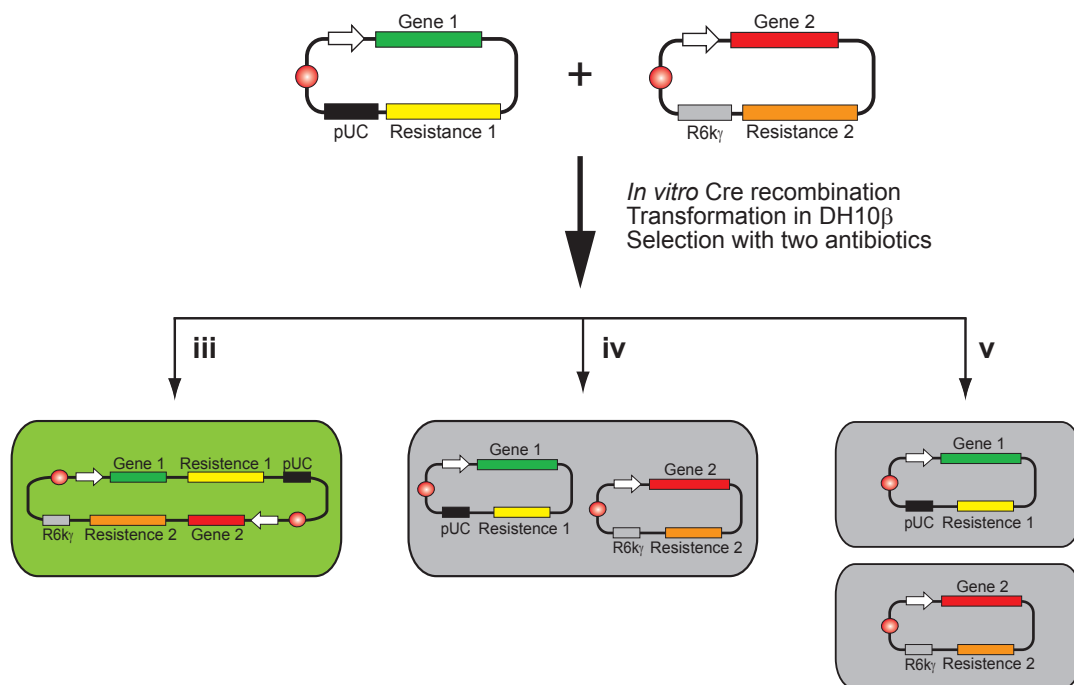 Gene 1
Gene 2
+
pUC
Resistance 1
R6kγ
Resistance 2
In vitro Cre recombination
Transformation in DH10β
Selection with two antibiotics
iii
iv
v
Gene 1
Resistence 1
pUC
R6kγ
Resistence 2
Gene 2
Gene 1
pUC
Resistence 1
Gene 2
R6kγ
Resistence 2
Gene 1
pUC
Resistence 1
Gene 2
R6kγ
Resistence 2